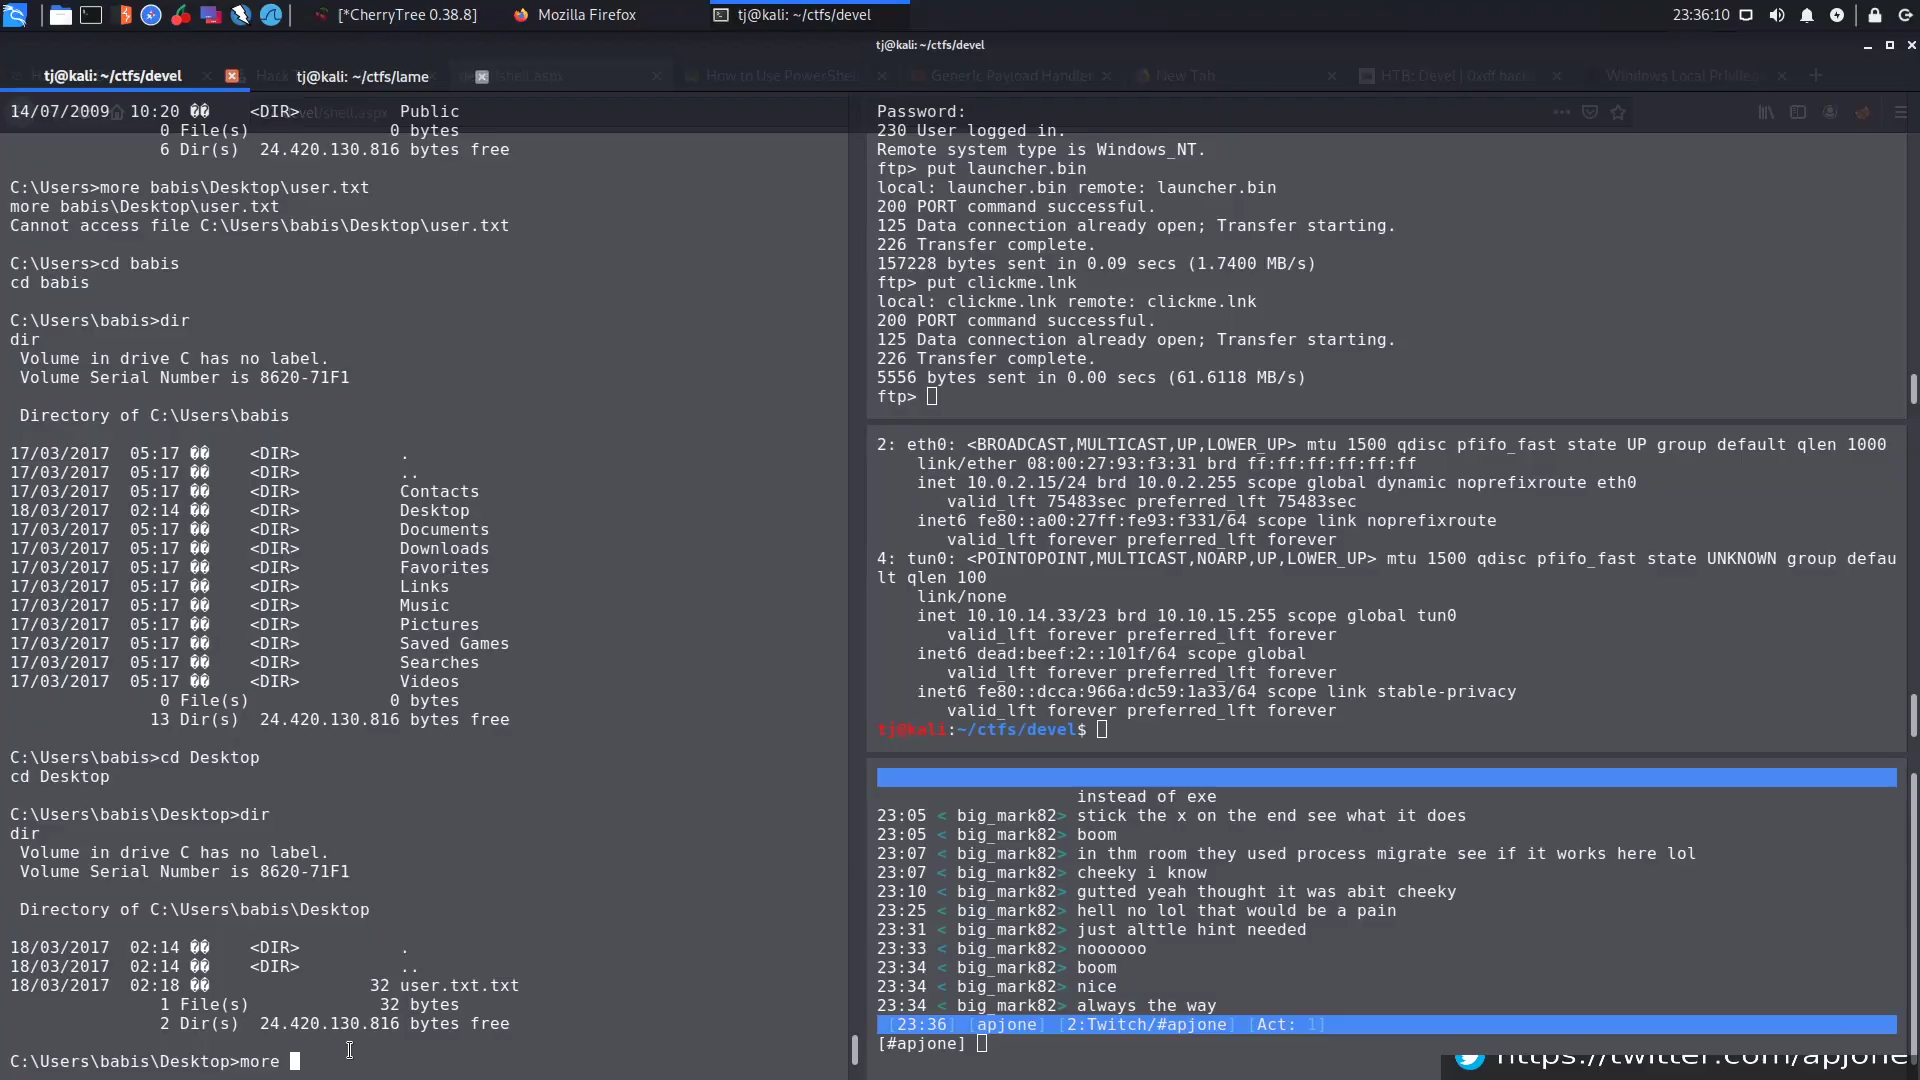 [*CherryTree 0.38.8]
Mozilla Firefox
tj@kali: ~/ctfs/devel
23:36:10
tj@kali: ~/ctfs/devel
tj@kali: ~/ctfs/devel
tj@kali: ~/ctfs/lame
How to Use PowerShel
Generic Payload Handler
New Tab
HTB: Devel | 0xdf hack
Windows Local Privile
14/07/2009  10:20 ��    <DIR>          Public
               0 File(s)              0 bytes
               6 Dir(s)  24.420.130.816 bytes free
C:\Users>more babis\Desktop\user.txt
more babis\Desktop\user.txt
Cannot access file C:\Users\babis\Desktop\user.txt
C:\Users>cd babis
cd babis
C:\Users\babis>dir
dir
 Volume in drive C has no label.
 Volume Serial Number is 8620-71F1
 Directory of C:\Users\babis
17/03/2017  05:17 ��    <DIR>          .
17/03/2017  05:17 ��    <DIR>          ..
17/03/2017  05:17 ��    <DIR>          Contacts
18/03/2017  02:14 ��    <DIR>          Desktop
17/03/2017  05:17 ��    <DIR>          Documents
17/03/2017  05:17 ��    <DIR>          Downloads
17/03/2017  05:17 ��    <DIR>          Favorites
17/03/2017  05:17 ��    <DIR>          Links
17/03/2017  05:17 ��    <DIR>          Music
17/03/2017  05:17 ��    <DIR>          Pictures
17/03/2017  05:17 ��    <DIR>          Saved Games
17/03/2017  05:17 ��    <DIR>          Searches
17/03/2017  05:17 ��    <DIR>          Videos
               0 File(s)              0 bytes
              13 Dir(s)  24.420.130.816 bytes free
C:\Users\babis>cd Desktop
cd Desktop
C:\Users\babis\Desktop>dir
dir
 Volume in drive C has no label.
 Volume Serial Number is 8620-71F1
 Directory of C:\Users\babis\Desktop
18/03/2017  02:14 ��    <DIR>          .
18/03/2017  02:14 ��    <DIR>          ..
18/03/2017  02:18 ��                32 user.txt.txt
               1 File(s)             32 bytes
               2 Dir(s)  24.420.130.816 bytes free
C:\Users\babis\Desktop>more
Password:
230 User logged in.
Remote system type is Windows_NT.
ftp> put launcher.bin
local: launcher.bin remote: launcher.bin
200 PORT command successful.
125 Data connection already open; Transfer starting.
226 Transfer complete.
157228 bytes sent in 0.09 secs (1.7400 MB/s)
ftp> put clickme.lnk
local: clickme.lnk remote: clickme.lnk
200 PORT command successful.
125 Data connection already open; Transfer starting.
226 Transfer complete.
5556 bytes sent in 0.00 secs (61.6118 MB/s)
ftp>
2: eth0: <BROADCAST,MULTICAST,UP,LOWER_UP> mtu 1500 qdisc pfifo_fast state UP group default qlen 1000
    link/ether 08:00:27:93:f3:31 brd ff:ff:ff:ff:ff:ff
    inet 10.0.2.15/24 brd 10.0.2.255 scope global dynamic noprefixroute eth0
       valid_lft 75483sec preferred_lft 75483sec
    inet6 fe80::a00:27ff:fe93:f331/64 scope link noprefixroute
       valid_lft forever preferred_lft forever
4: tun0: <POINTOPOINT,MULTICAST,NOARP,UP,LOWER_UP> mtu 1500 qdisc pfifo_fast state UNKNOWN group defau
lt qlen 100
    link/none
    inet 10.10.14.33/23 brd 10.10.15.255 scope global tun0
       valid_lft forever preferred_lft forever
    inet6 dead:beef:2::101f/64 scope global
       valid_lft forever preferred_lft forever
    inet6 fe80::dcca:966a:dc59:1a33/64 scope link stable-privacy
       valid_lft forever preferred_lft forever
tj@kali:~/ctfs/devel$
instead of exe
23:05 < big_mark82> stick the x on the end see what it does
23:05 < big_mark82> boom
23:07 < big_mark82> in thm room they used process migrate see if it works here lol
23:07 < big_mark82> cheeky i know
23:10 < big_mark82> gutted yeah thought it was abit cheeky
23:25 < big_mark82> hell no lol that would be a pain
23:31 < big_mark82> just alttle hint needed
23:33 < big_mark82> noooooo
23:34 < big_mark82> boom
23:34 < big_mark82> nice
23:34 < big_mark82> always the way
[23:36] [apjone] [2:Twitch/#apjone] [Act: 1]
[#apjone]
https://twitter.com/apjone